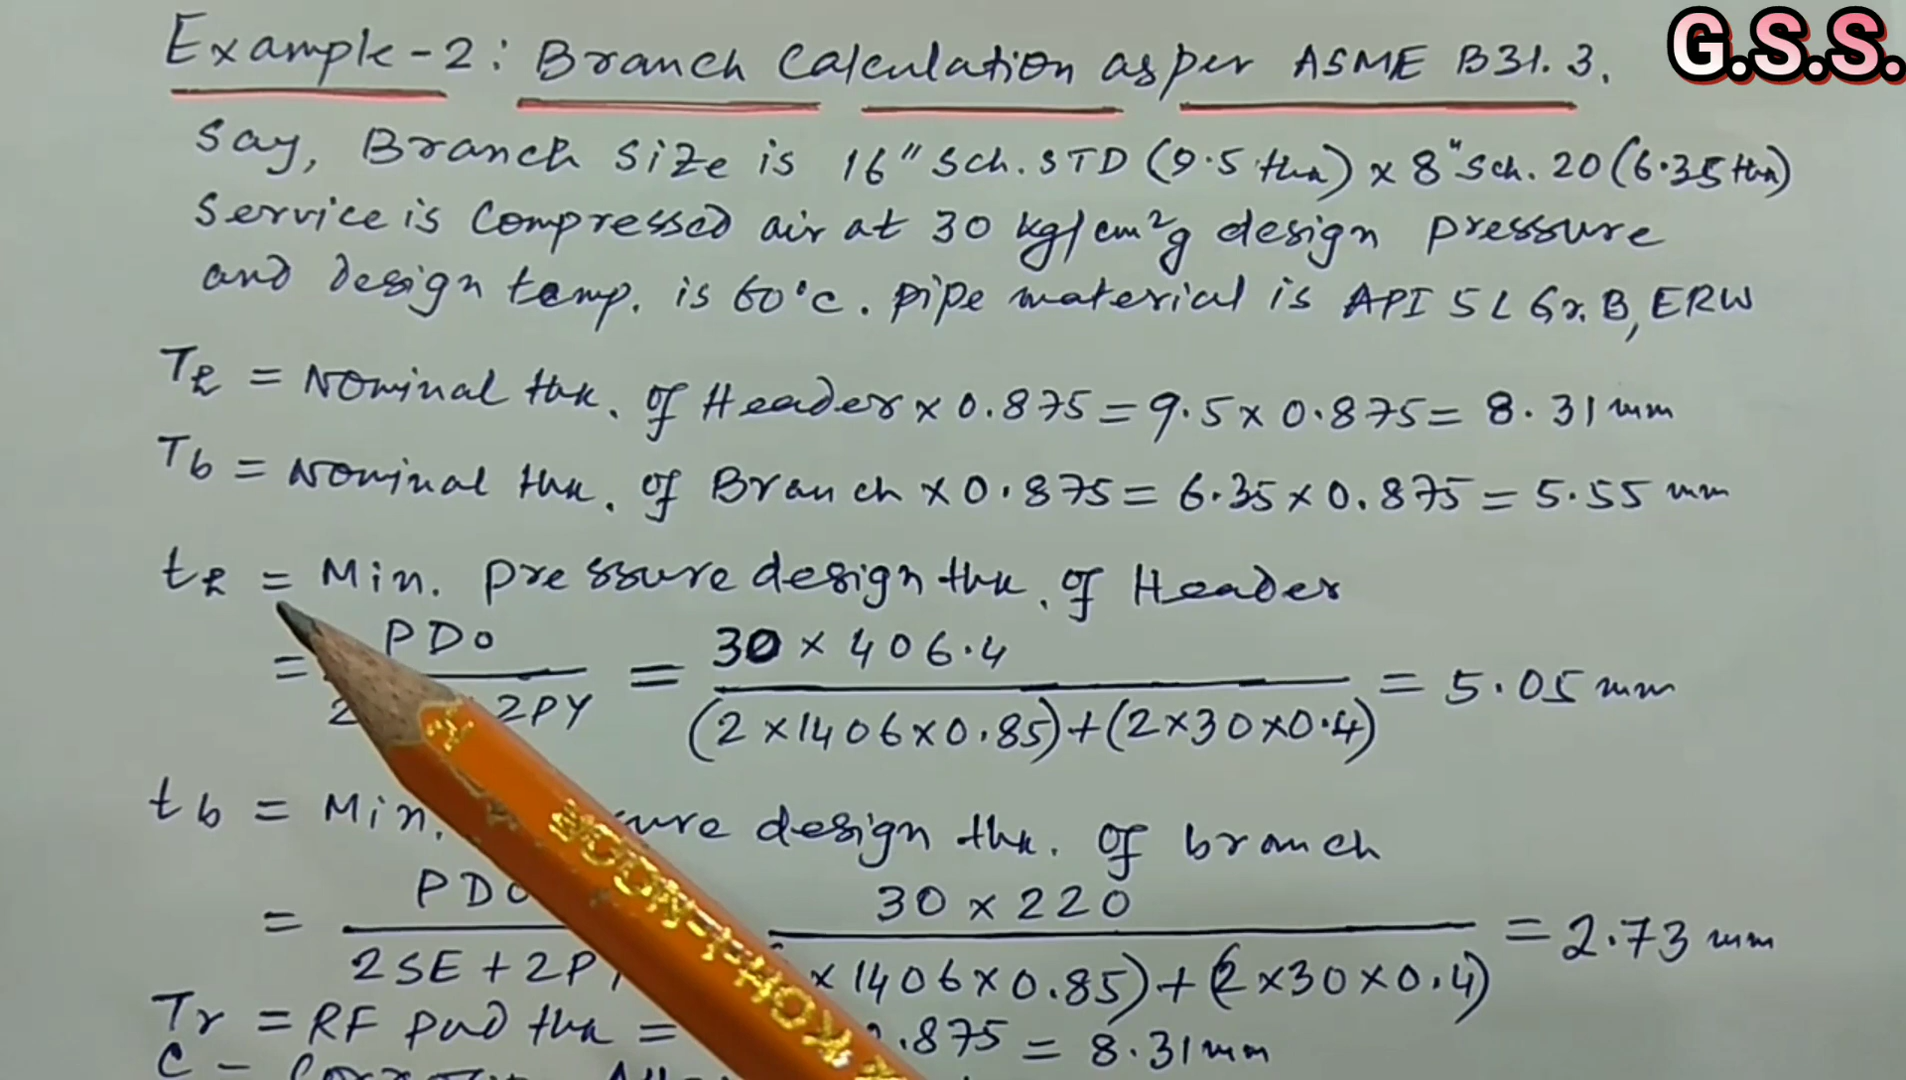 G.S.S.
Example-2: Branch Calculation as per ASME B31.3.
Say, Branch size is 16" Sch. STD (9.5 thk) x 8" Sch. 20 (6.35 thk)
Service is Compressed air at 30 kg/cm²g design pressure
and design temp. is 60°C. pipe material is API 5L Gr. B, ERW
Th = Nominal thk. of Header x 0.875 = 9.5 x 0.875 = 8.31 mm
Tb = Nominal thk. of Branch x 0.875 = 6.35 x 0.875 = 5.55 mm
th = Min. pressure design thk. of Header
= PDo / 2 2PY = 30 x 406.4 / (2 x 1406 x 0.85) + (2 x 30 x 0.4) = 5.05 mm
tb = Min. sure design thk. of branch
= PDo / 2SE + 2PY 30 x 220 / x 1406 x 0.85) + (2 x 30 x 0.4) = 2.73 mm
Tr = RF pad thk = .875 = 8.31 mm
C -
BCDN-THOX